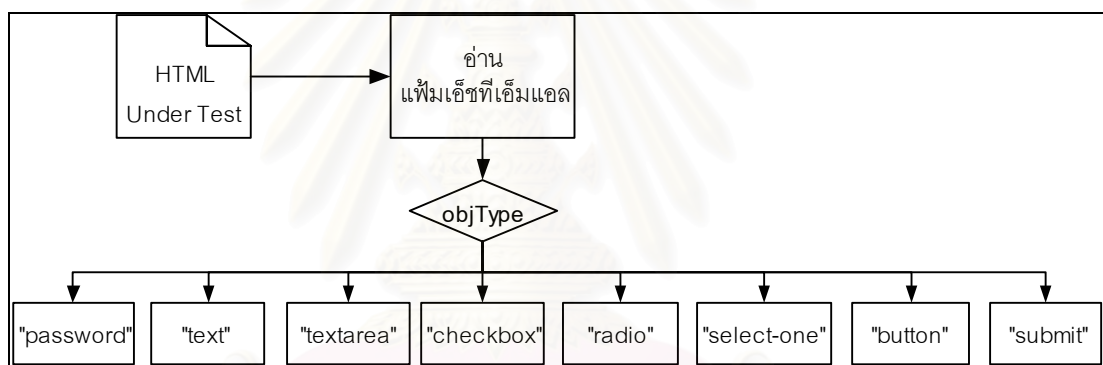 HTML
Under Test
อ่าน
แฟ้มเอ็ชทีเอ็มแอล
objType
"password"
"text"
"textarea"
"checkbox"
"radio"
"select-one"
"button"
"submit"